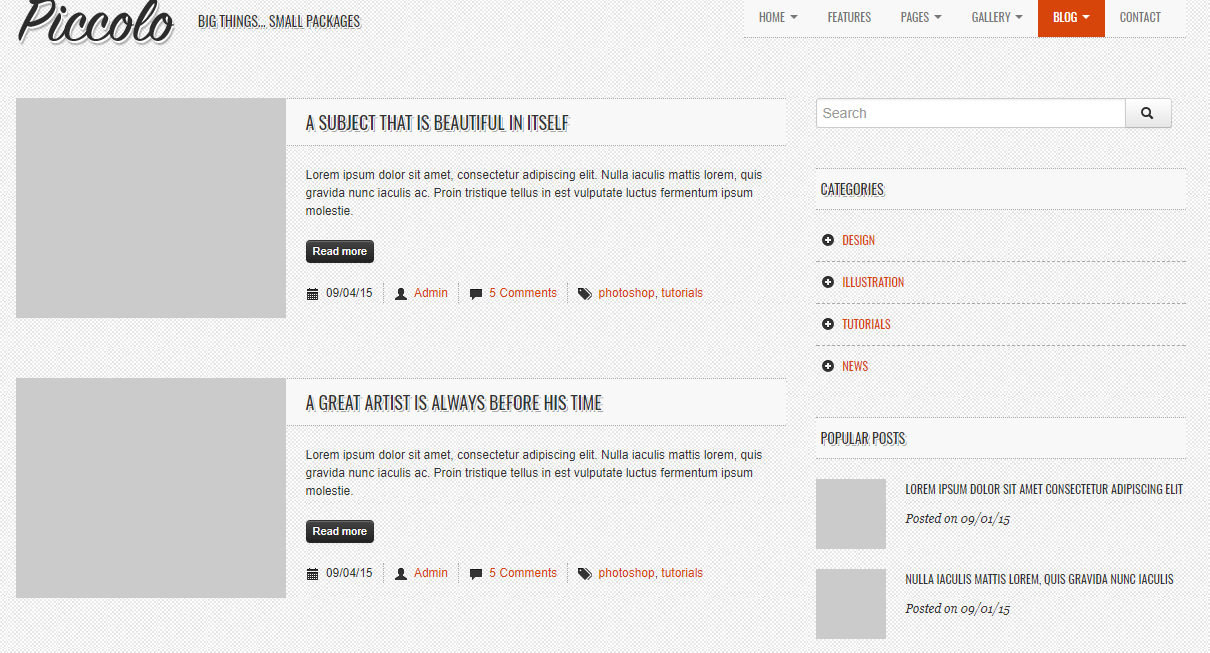 Piccolo
BIG THINGS... SMALL PACKAGES
HOME
FEATURES
PAGES
GALLERY
BLOG
CONTACT
A SUBJECT THAT IS BEAUTIFUL IN ITSELF
Lorem ipsum dolor sit amet, consectetur adipiscing elit. Nulla iaculis mattis lorem, quis
gravida nunc iaculis ac. Proin tristique tellus in est vulputate luctus fermentum ipsum
molestie.
Read more
09/04/15 Admin 5 Comments photoshop, tutorials
A GREAT ARTIST IS ALWAYS BEFORE HIS TIME
Lorem ipsum dolor sit amet, consectetur adipiscing elit. Nulla iaculis mattis lorem, quis
gravida nunc iaculis ac. Proin tristique tellus in est vulputate luctus fermentum ipsum
molestie.
Read more
09/04/15 Admin 5 Comments photoshop, tutorials
Search
CATEGORIES
DESIGN
ILLUSTRATION
TUTORIALS
NEWS
POPULAR POSTS
LOREM IPSUM DOLOR SIT AMET CONSECTETUR ADIPISCING ELIT
Posted on 09/01/15
NULLA IACULIS MATTIS LOREM, QUIS GRAVIDA NUNC IACULIS
Posted on 09/01/15